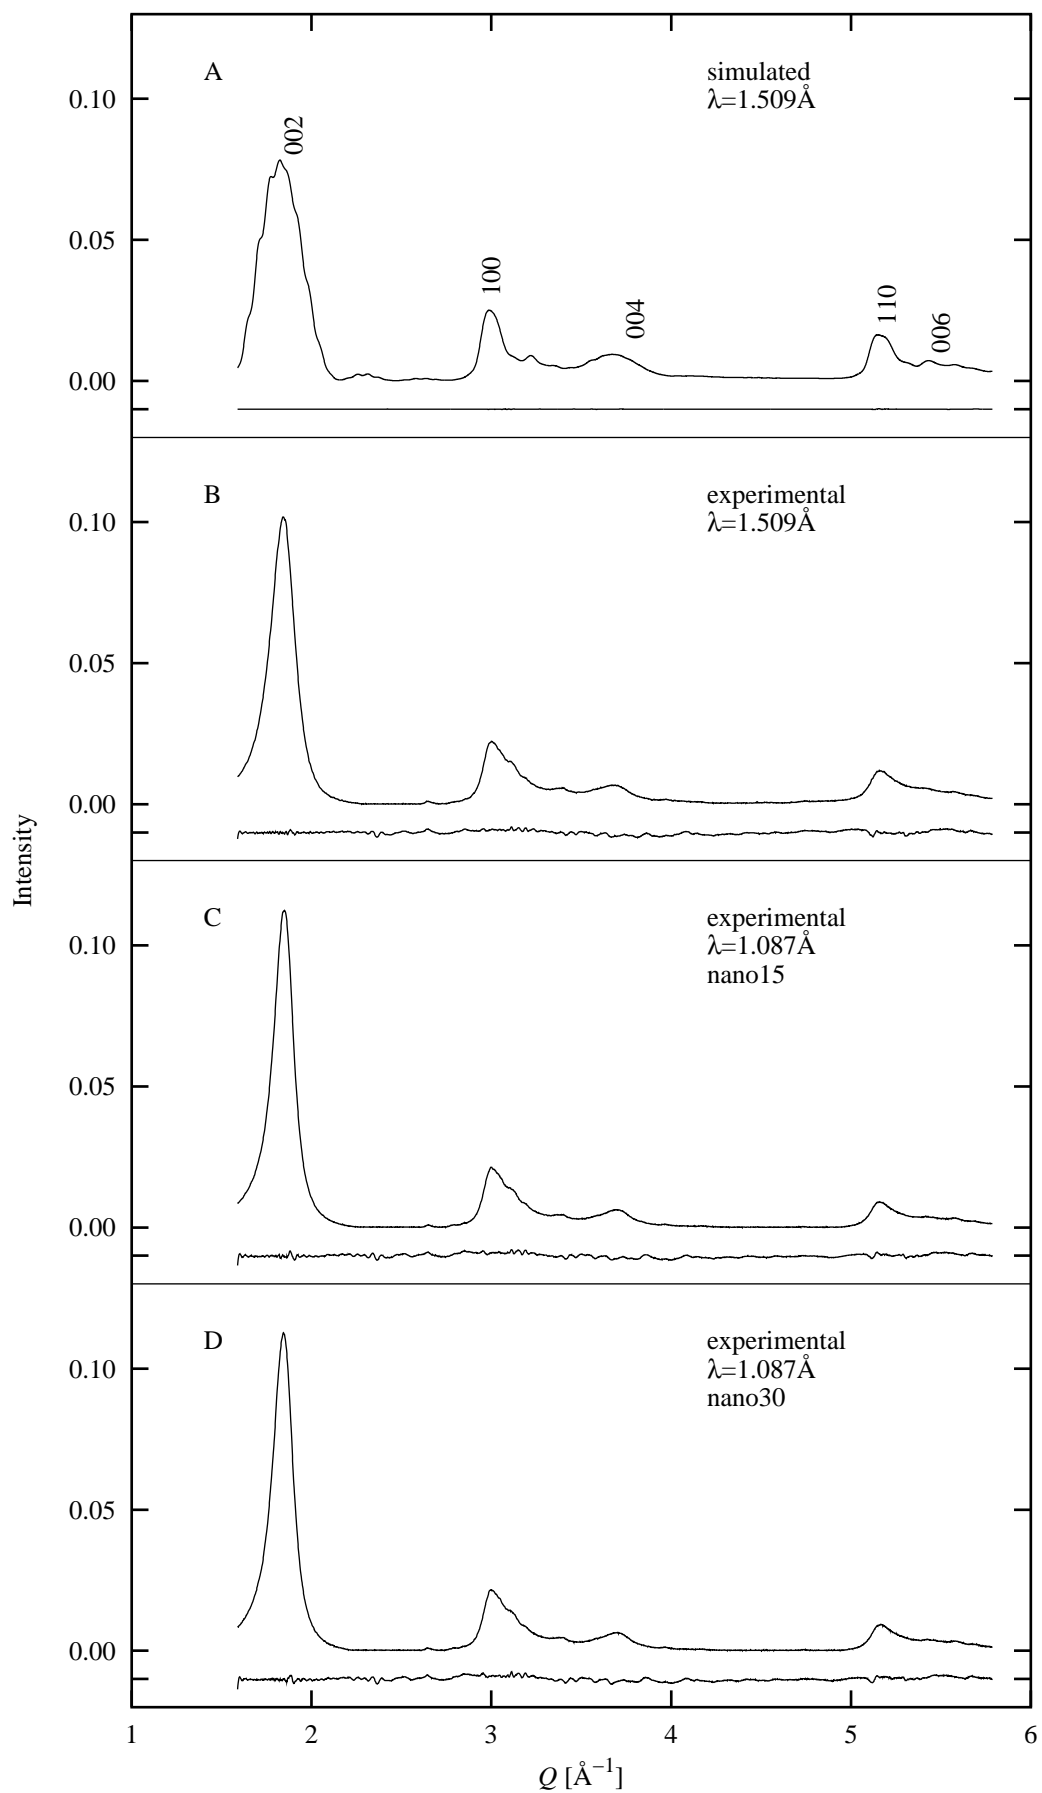 A
simulated
λ=1.509Å
0.10
002
0.05
100
004
110
006
0.00
B
experimental
λ=1.509Å
0.10
0.05
0.00
Intensity
C
experimental
λ=1.087Å
nano15
0.10
0.05
0.00
D
experimental
λ=1.087Å
nano30
0.10
0.05
0.00
1 2 3 4 5 6
Q [Å⁻¹]